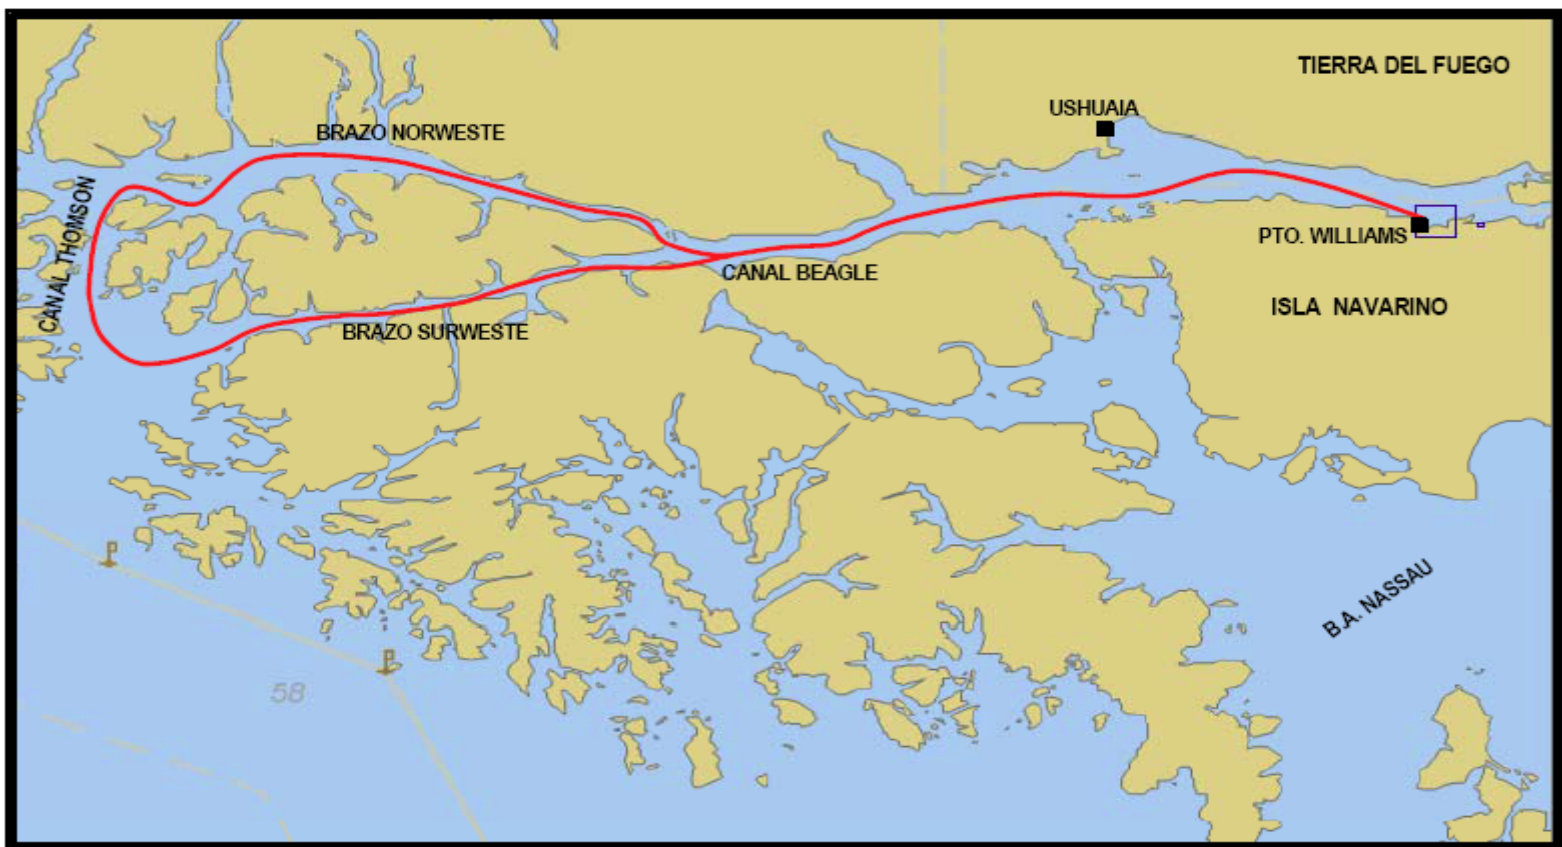 TIERRA DEL FUEGO
USHUAIA
BRAZO NORWESTE
CANAL THOMSON
PTO. WILLIAMS
CANAL BEAGLE
ISLA NAVARINO
BRAZO SURWESTE
B.A. NASSAU
58